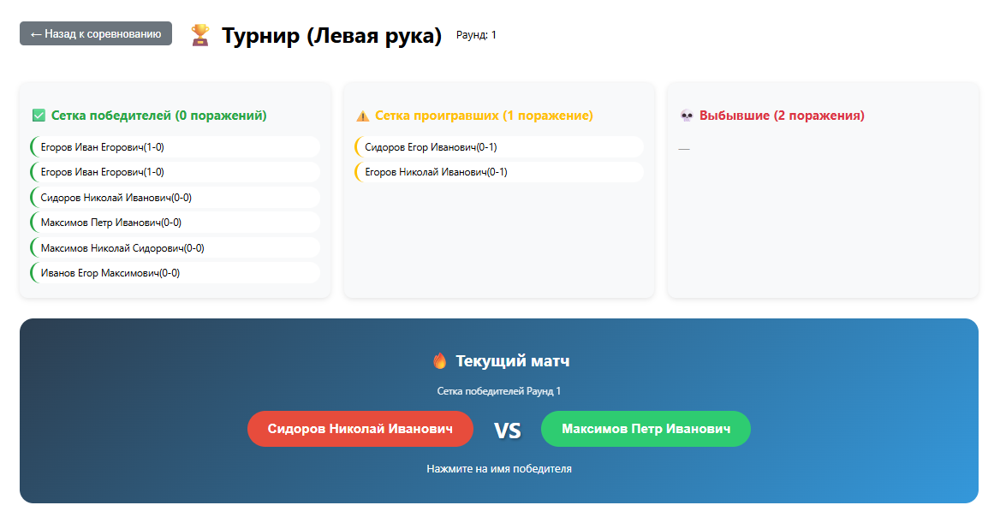 ← Назад к соревнованию
🏆 Турнир (Левая рука)
Раунд: 1
✅ Сетка победителей (0 поражений)
Егоров Иван Егорович(1-0)
Егоров Иван Егорович(1-0)
Сидоров Николай Иванович(0-0)
Максимов Петр Иванович(0-0)
Максимов Николай Сидорович(0-0)
Иванов Егор Максимович(0-0)
⚠️ Сетка проигравших (1 поражение)
Сидоров Егор Иванович(0-1)
Егоров Николай Иванович(0-1)
💀 Выбывшие (2 поражения)
—
🔥 Текущий матч
Сетка победителей Раунд 1
Сидоров Николай Иванович VS Максимов Петр Иванович
Нажмите на имя победителя